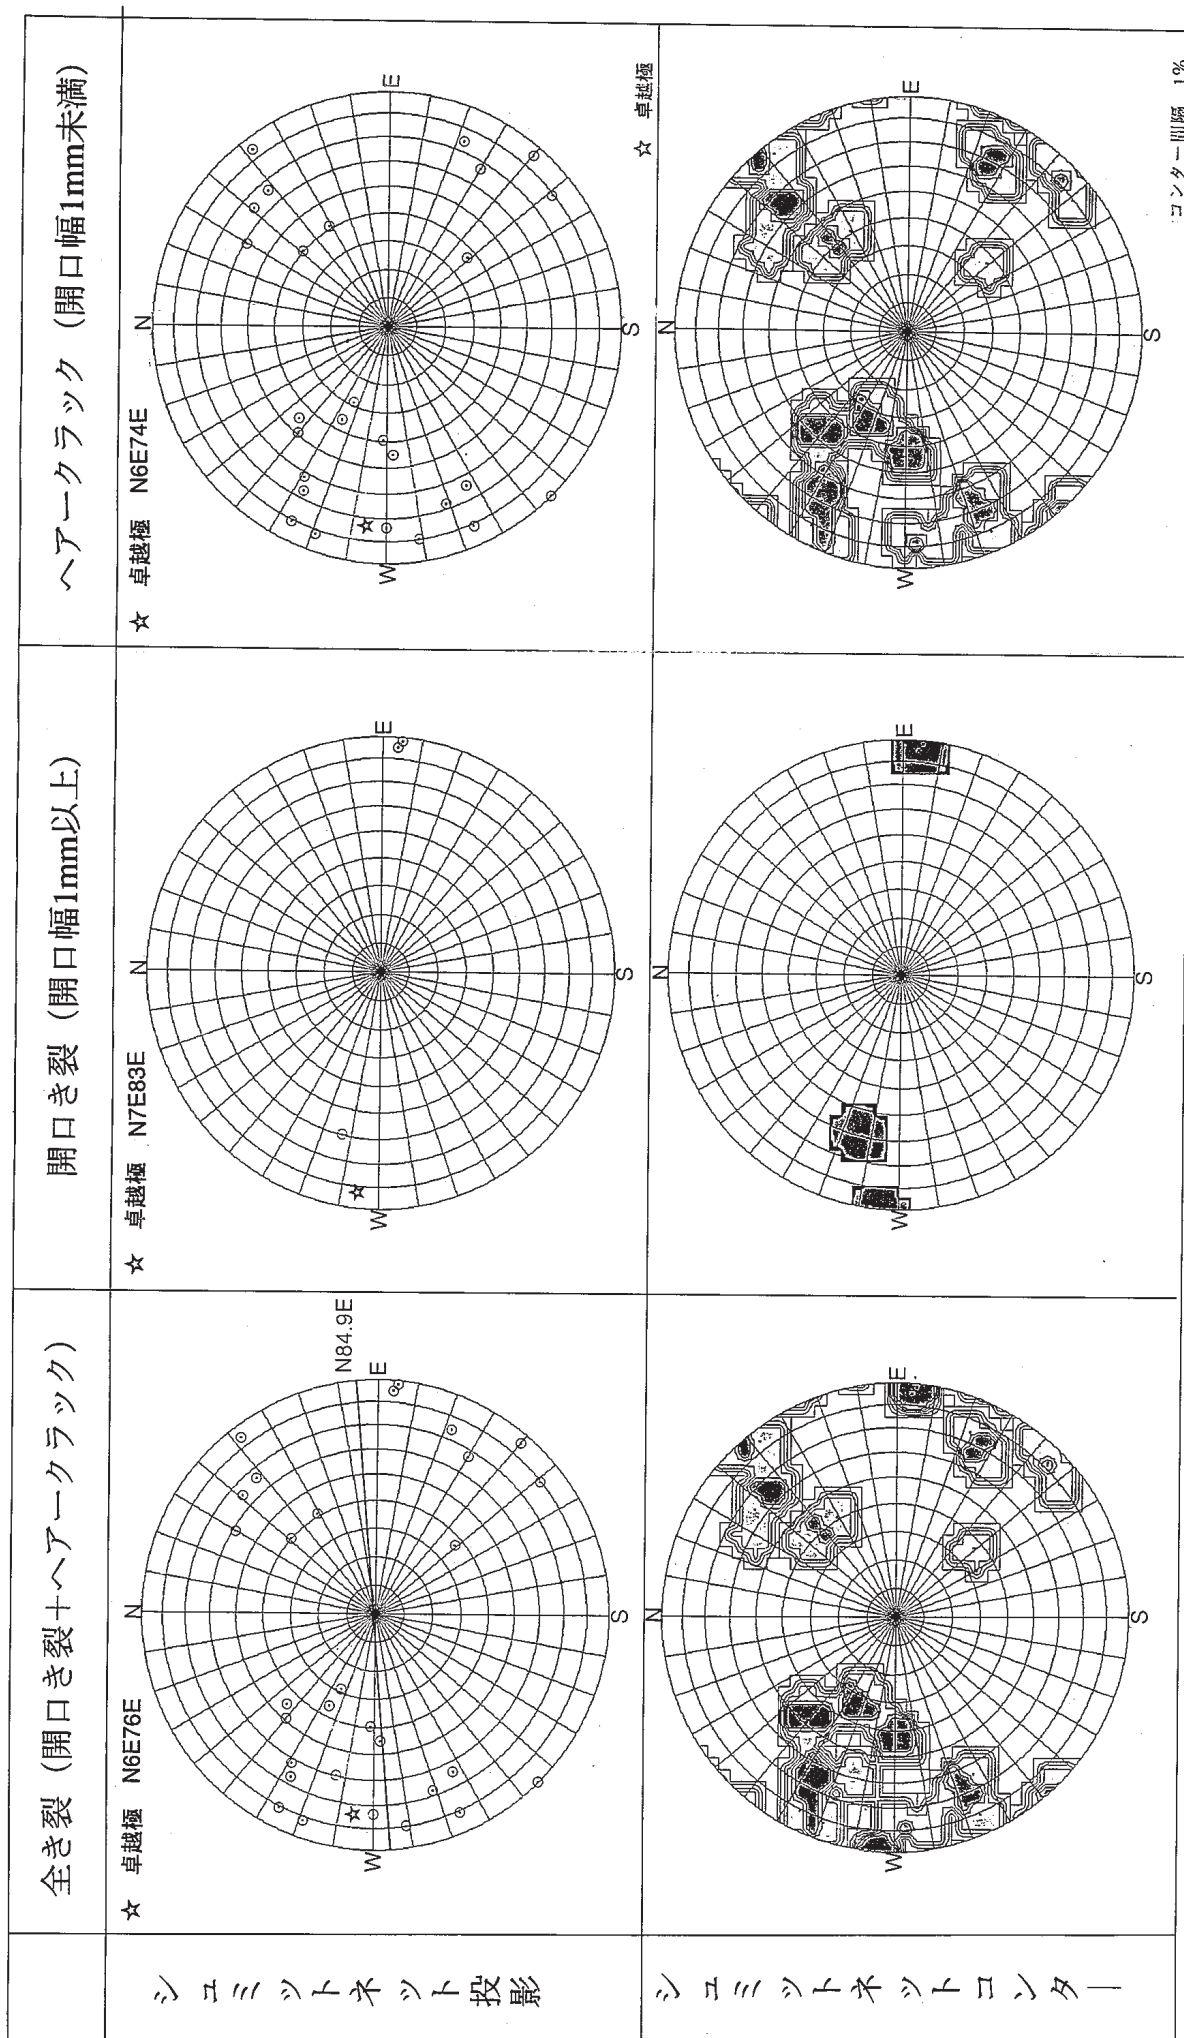 全き裂（開口き裂＋ヘアークラック）
開口き裂（開口幅1mm以上）
ヘアークラック（開口幅1mm未満）
シュミットネット投影
☆ 卓越極 N6E76E
N
W
E
S
N84.9E
☆ 卓越極 N7E83E
N
W
E
S
☆ 卓越極 N6E74E
N
W
E
S
シュミットネットコンター
N
W
E
S
N
W
E
S
☆ 卓越極
N
W
E
S
コンター間隔 1%